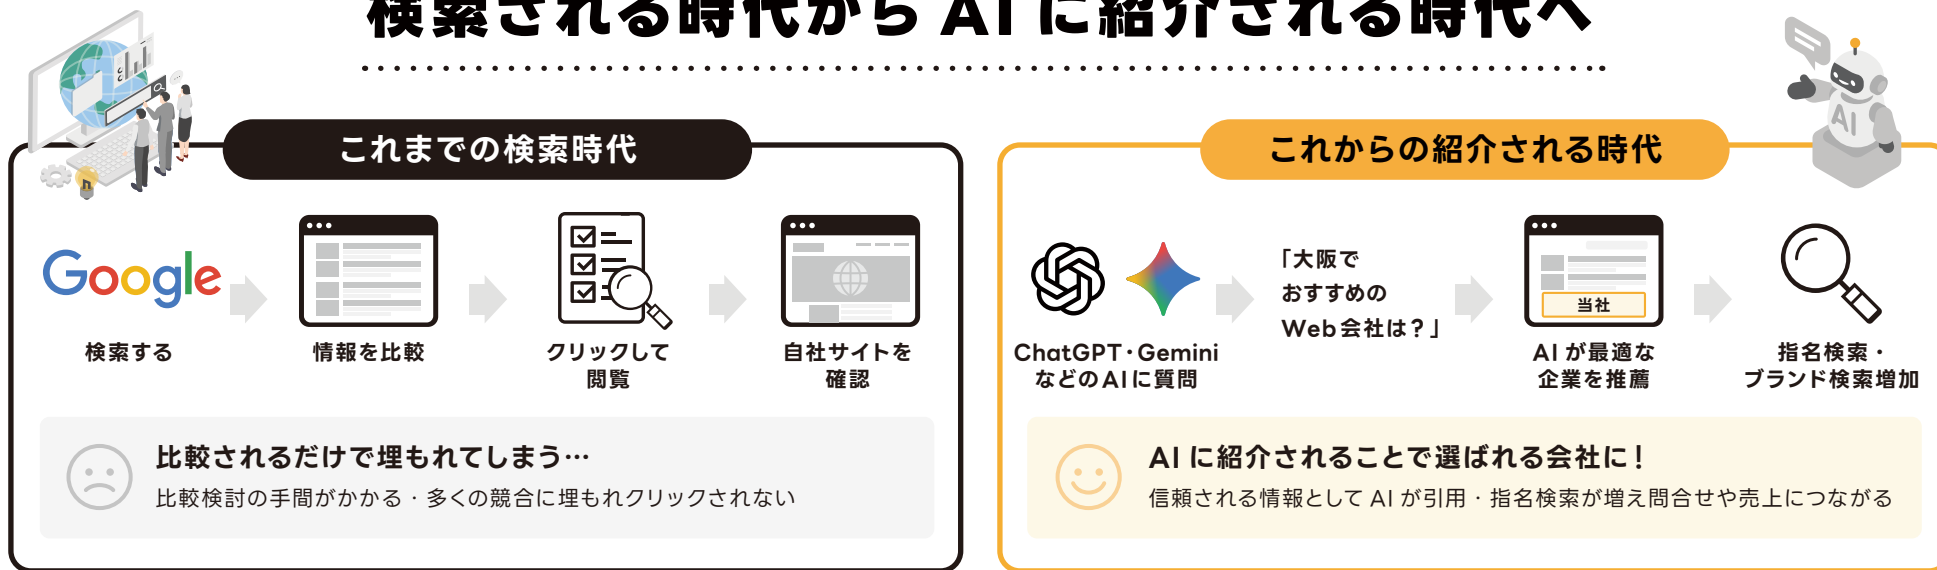 検索される時代から AI に紹介される時代へ
これまでの検索時代
Google
検索する
情報を比較
クリックして
閲覧
自社サイトを
確認
比較されるだけで埋もれてしまう…
比較検討の手間がかかる・多くの競合に埋もれクリックされない
これからの紹介される時代
AI
ChatGPT・Gemini
などのAIに質問
「大阪で
おすすめの
Web会社は？」
当社
AI が最適な
企業を推薦
指名検索・
ブランド検索増加
AI に紹介されることで選ばれる会社に！
信頼される情報として AI が引用・指名検索が増え問合せや売上につながる